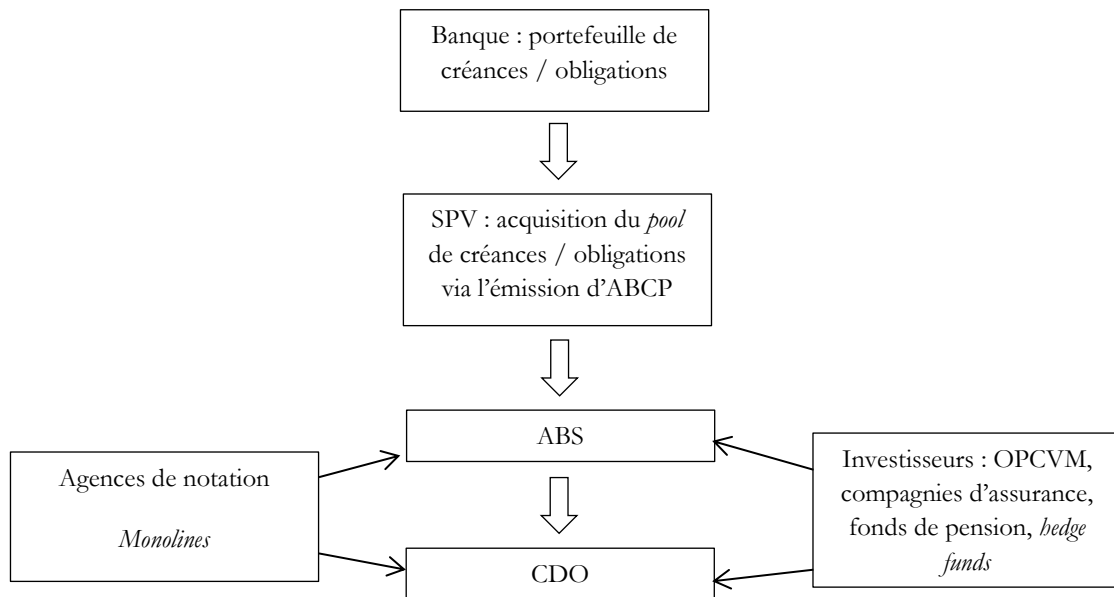 Banque : portefeuille de
créances / obligations
SPV : acquisition du pool
de créances / obligations
via l'émission d'ABCP
ABS
Agences de notation
Monolines
Investisseurs : OPCVM,
compagnies d'assurance,
fonds de pension, hedge
funds
CDO